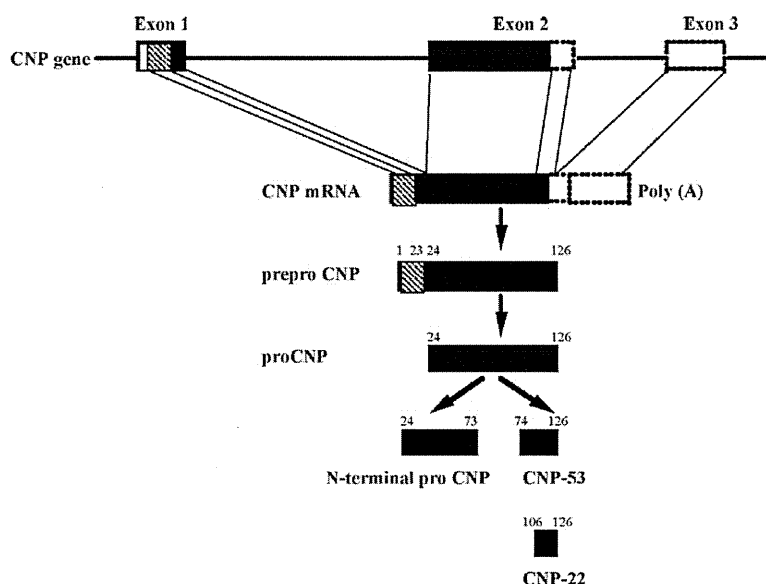 Exon 1 Exon 2 Exon 3
CNP gene
CNP mRNA Poly (A)
1 23 24 126
prepro CNP
24 126
proCNP
24 73 74 126
N-terminal pro CNP CNP-53
106 126
CNP-22